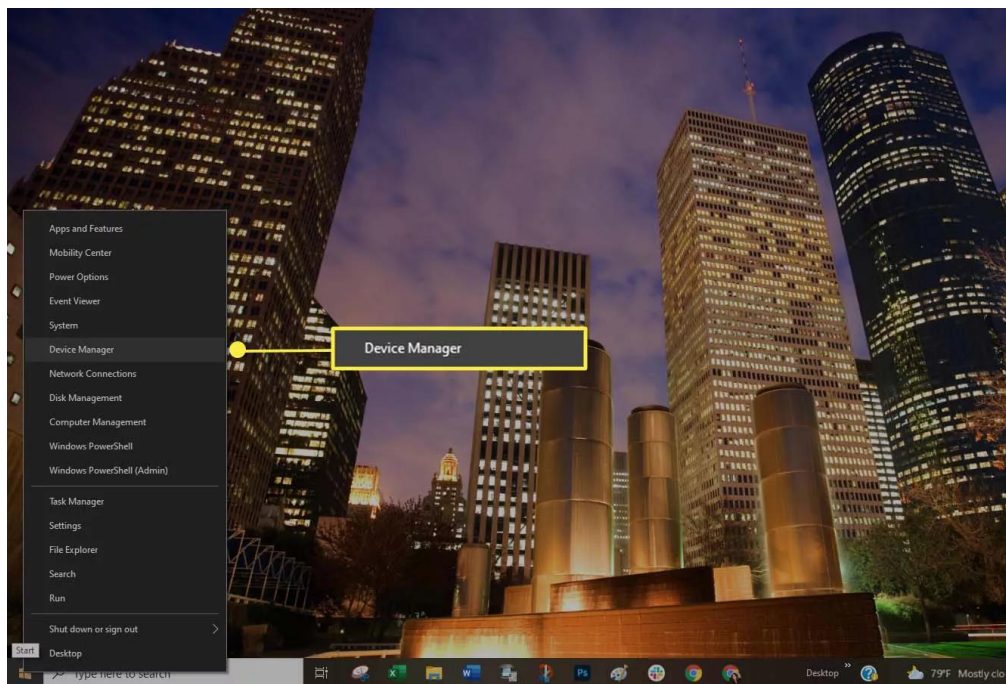 Apps and Features
Mobility Center
Power Options
Event Viewer
System
Device Manager
Device Manager
Network Connections
Disk Management
Computer Management
Windows PowerShell
Windows PowerShell (Admin)
Task Manager
Settings
File Explorer
Search
Run
Shut down or sign out
Start
Desktop
Type here to search
Ps
Desktop
79°F Mostly